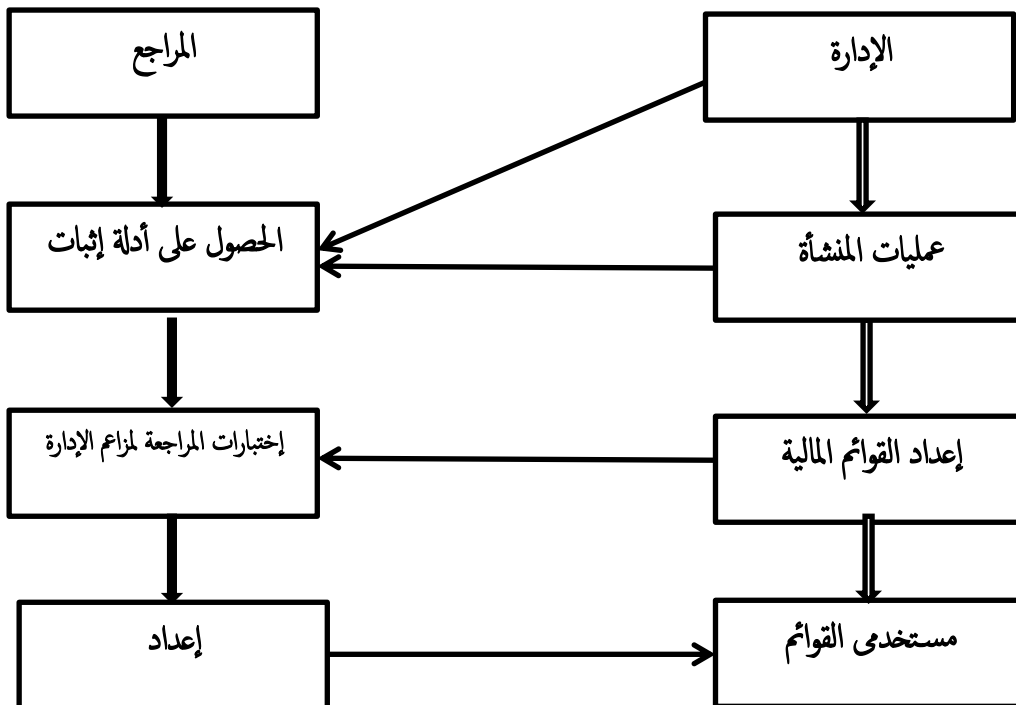 الإدارة
المراجع
عمليات المنشأة
الحصول على أدلة إثبات
إعداد القوائم المالية
إختبارات المراجعة لمزاعم الإدارة
مستخدمى القوائم
إعداد